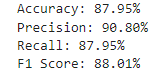 Accuracy: 87.95%
Precision: 90.80%
Recall: 87.95%
F1 Score: 88.01%